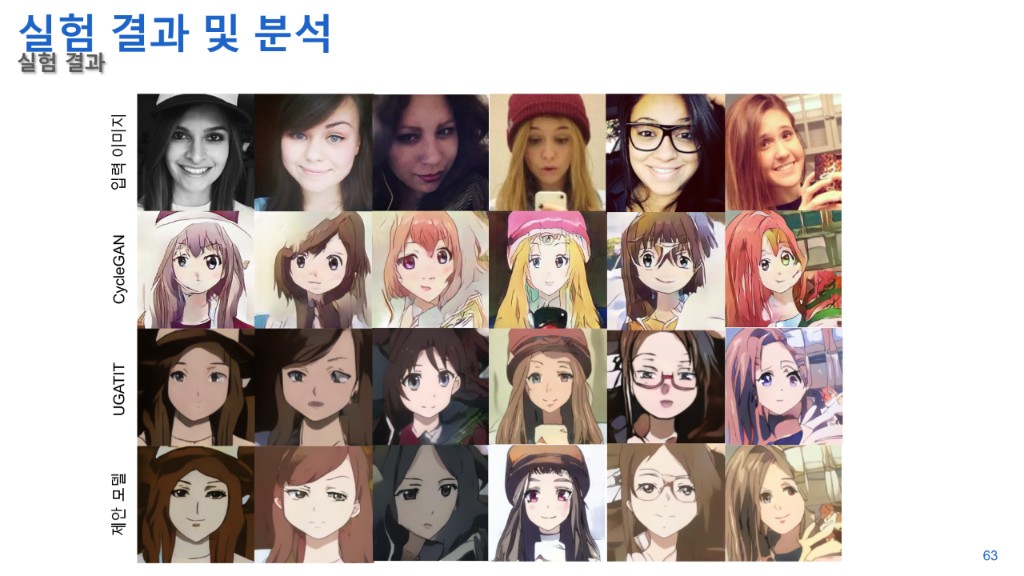 실험 결과 및 분석
실험 결과
입력 이미지
CycleGAN
UGATIT
제안 모델
63